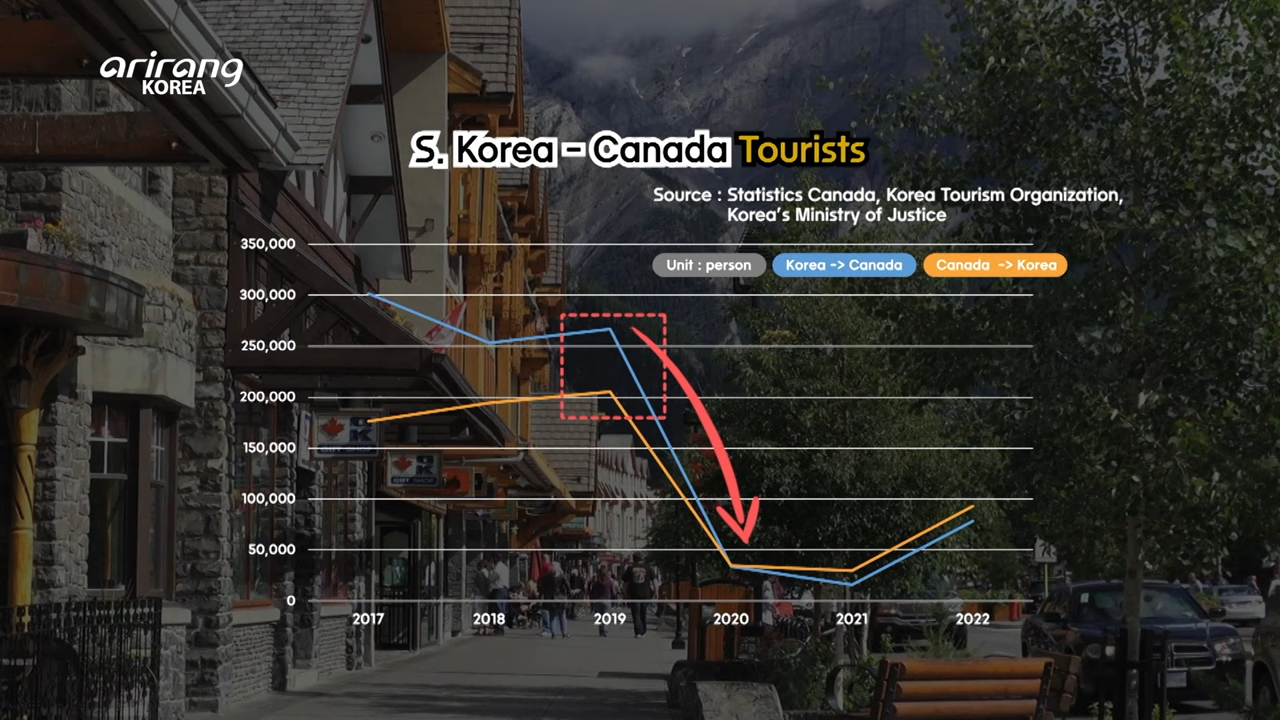 arirang
KOREA
S. Korea - Canada Tourists
Source : Statistics Canada, Korea Tourism Organization,
Korea's Ministry of Justice
Unit : person
Korea -> Canada
Canada -> Korea
350,000
300,000
250,000
200,000
150,000
100,000
50,000
0
2017
2018
2019
2020
2021
2022
GIFT SHOP